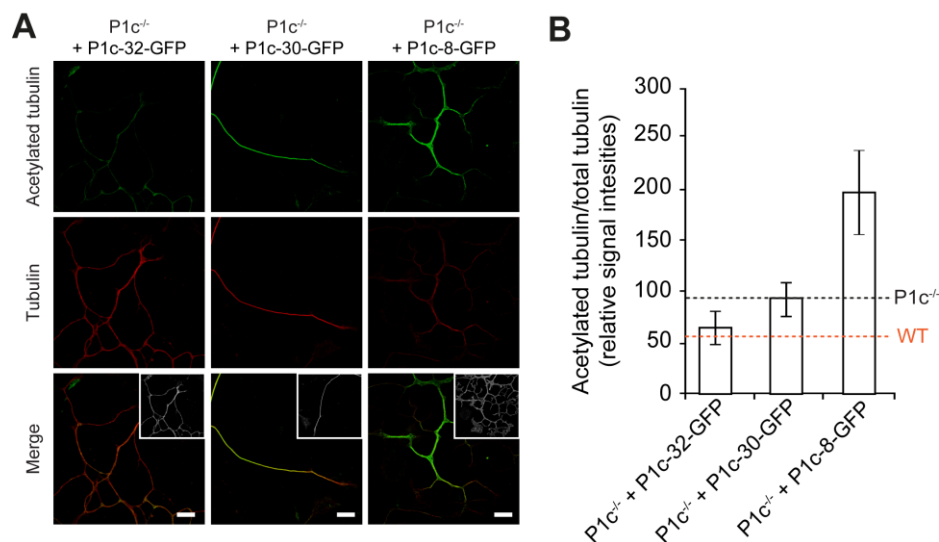 A
P1c-/-
+ P1c-32-GFP
P1c-/-
+ P1c-30-GFP
P1c-/-
+ P1c-8-GFP
Acetylated tubulin
Tubulin
Merge
B
Acetylated tubulin/total tubulin
(relative signal intesities)
300
250
200
150
100
50
0
P1c-/-
WT
P1c-/- + P1c-32-GFP
P1c-/- + P1c-30-GFP
P1c-/- + P1c-8-GFP